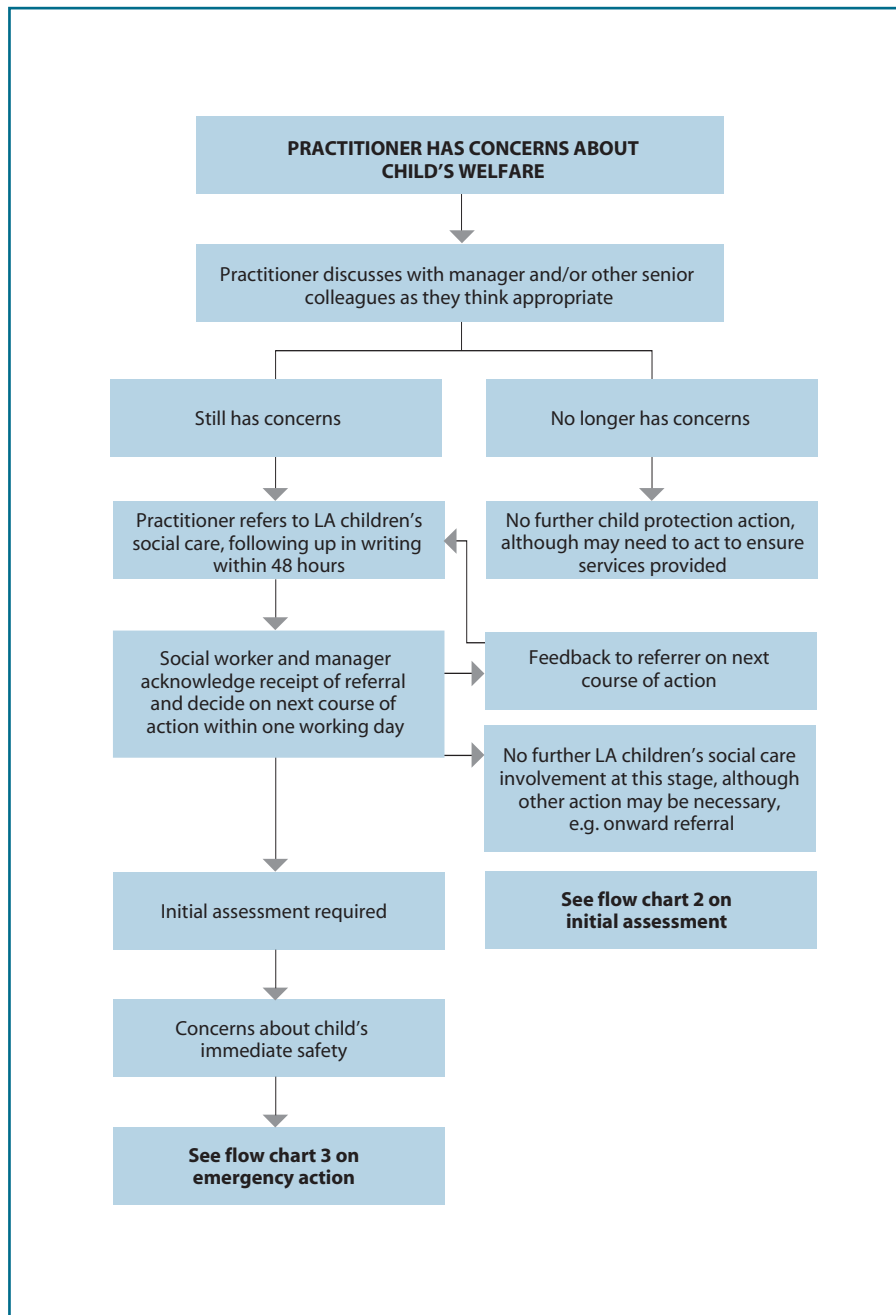 PRACTITIONER HAS CONCERNS ABOUT
CHILD’S WELFARE
Practitioner discusses with manager and/or other senior
colleagues as they think appropriate
Still has concerns
No longer has concerns
Practitioner refers to LA children’s
social care, following up in writing
within 48 hours
No further child protection action,
although may need to act to ensure
services provided
Social worker and manager
acknowledge receipt of referral
and decide on next course of
action within one working day
Feedback to referrer on next
course of action
No further LA children’s social care
involvement at this stage, although
other action may be necessary,
e.g. onward referral
Initial assessment required
See flow chart 2 on
initial assessment
Concerns about child’s
immediate safety
See flow chart 3 on
emergency action